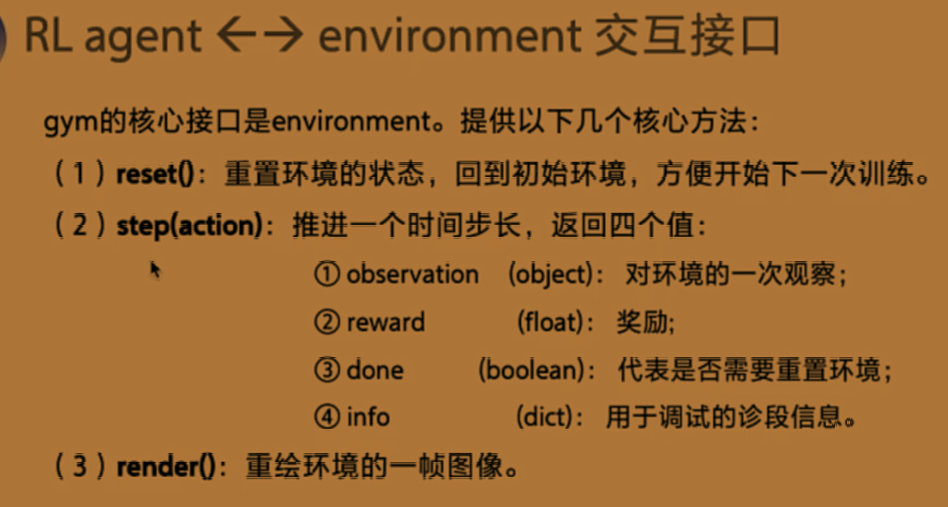 RL agent ←→ environment 交互接口
gym的核心接口是environment。提供以下几个核心方法：
（1）reset()：重置环境的状态，回到初始环境，方便开始下一次训练。
（2）step(action)：推进一个时间步长，返回四个值：
① observation (object)： 对环境的一次观察；
② reward (float)： 奖励;
③ done (boolean)： 代表是否需要重置环境；
④ info (dict)： 用于调试的诊段信息。
（3）render()：重绘环境的一帧图像。